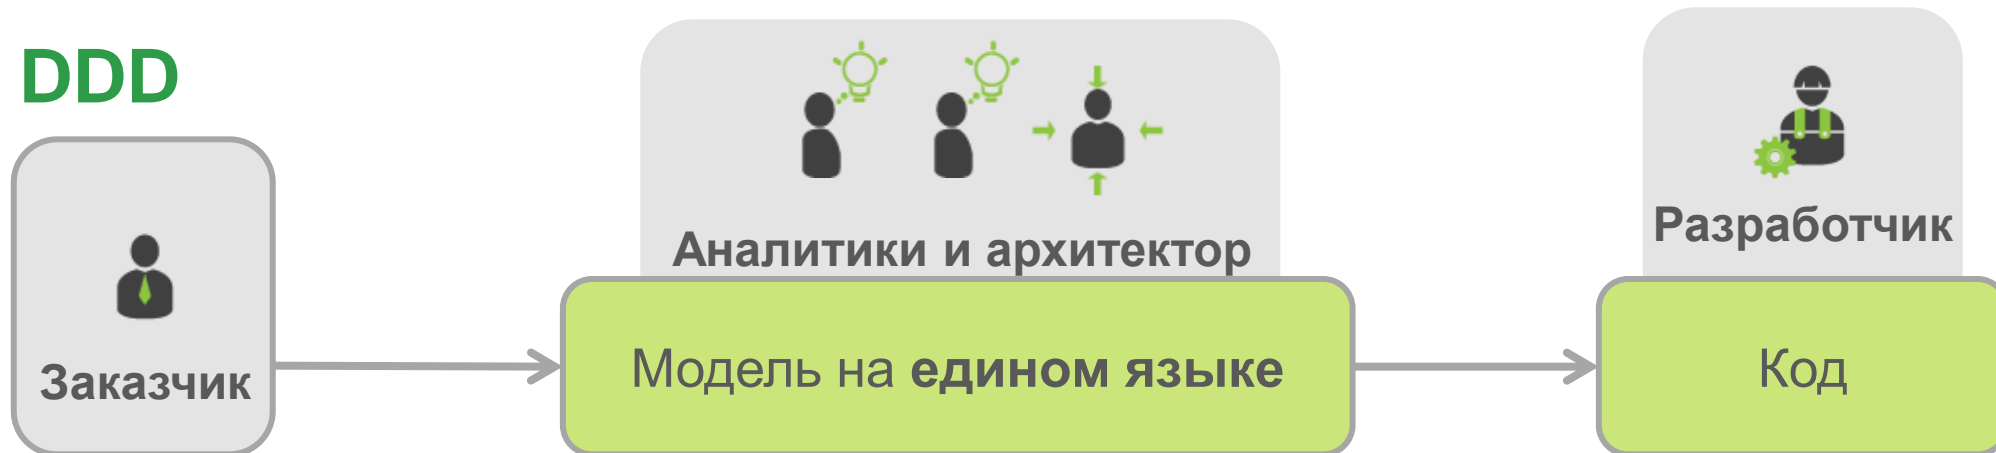 DDD
Заказчик
Аналитики и архитектор
Модель на едином языке
Разработчик
Код